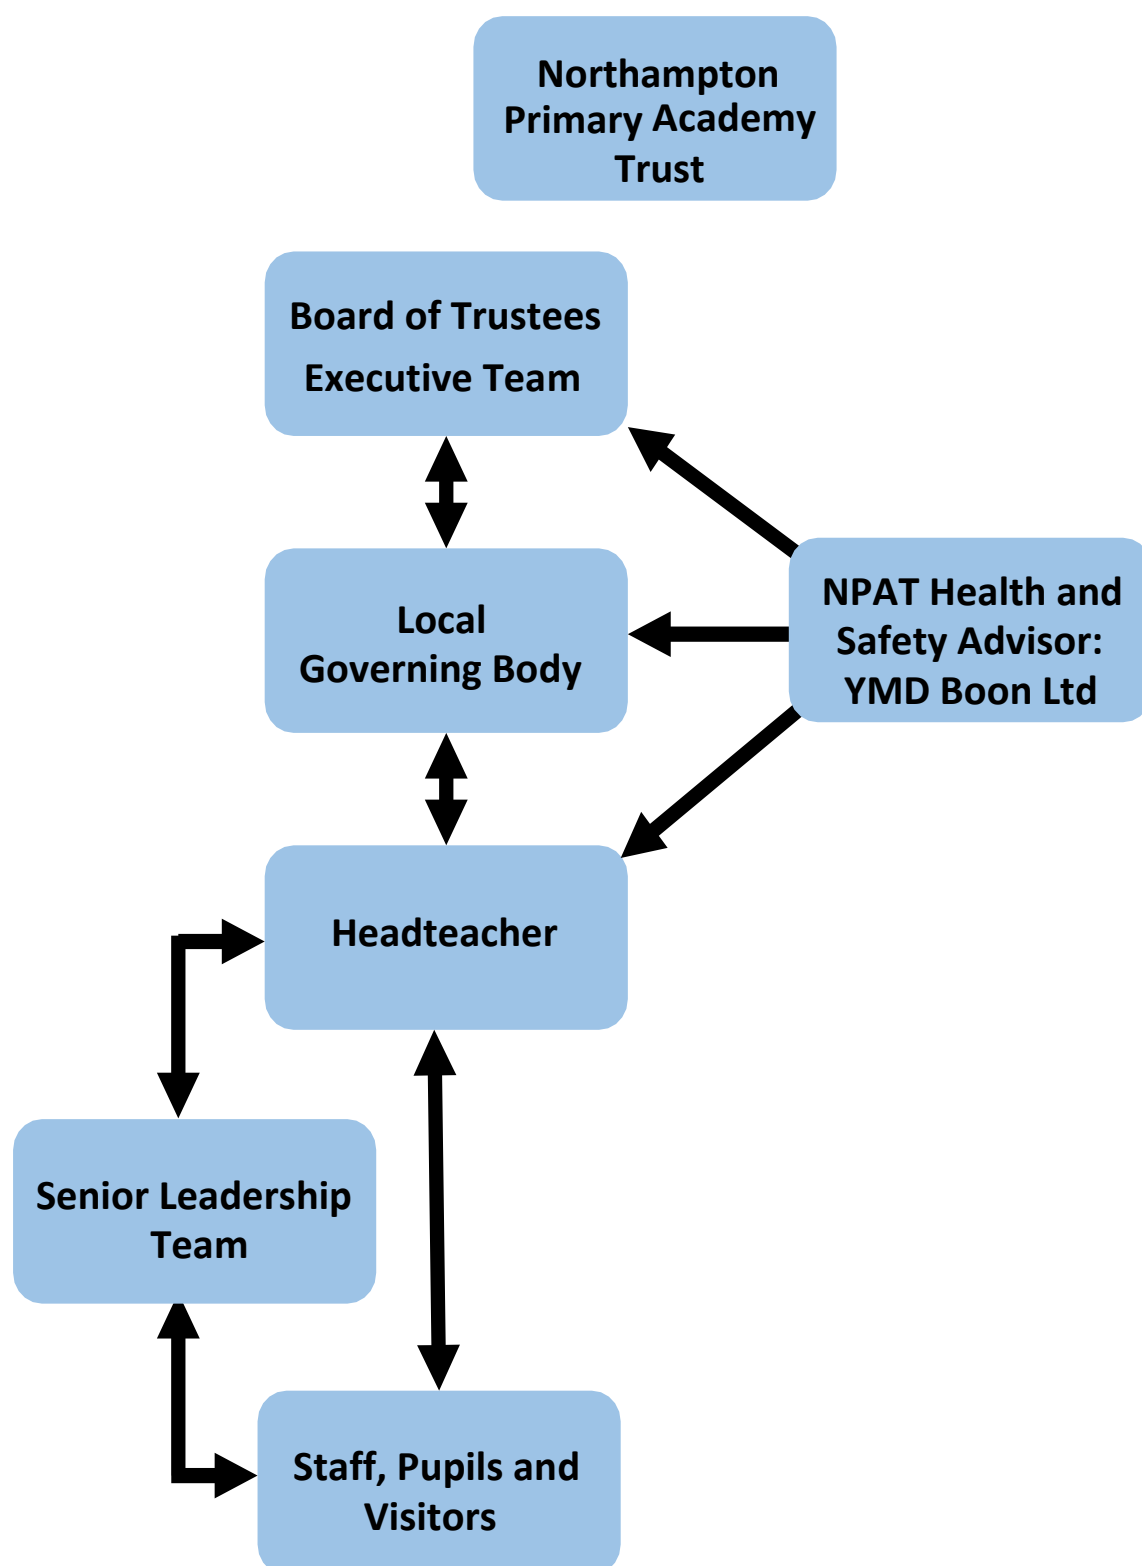 Northampton
Primary Academy
Trust
Board of Trustees
Executive Team
Local
Governing Body
NPAT Health and
Safety Advisor:
YMD Boon Ltd
Headteacher
Senior Leadership
Team
Staff, Pupils and
Visitors